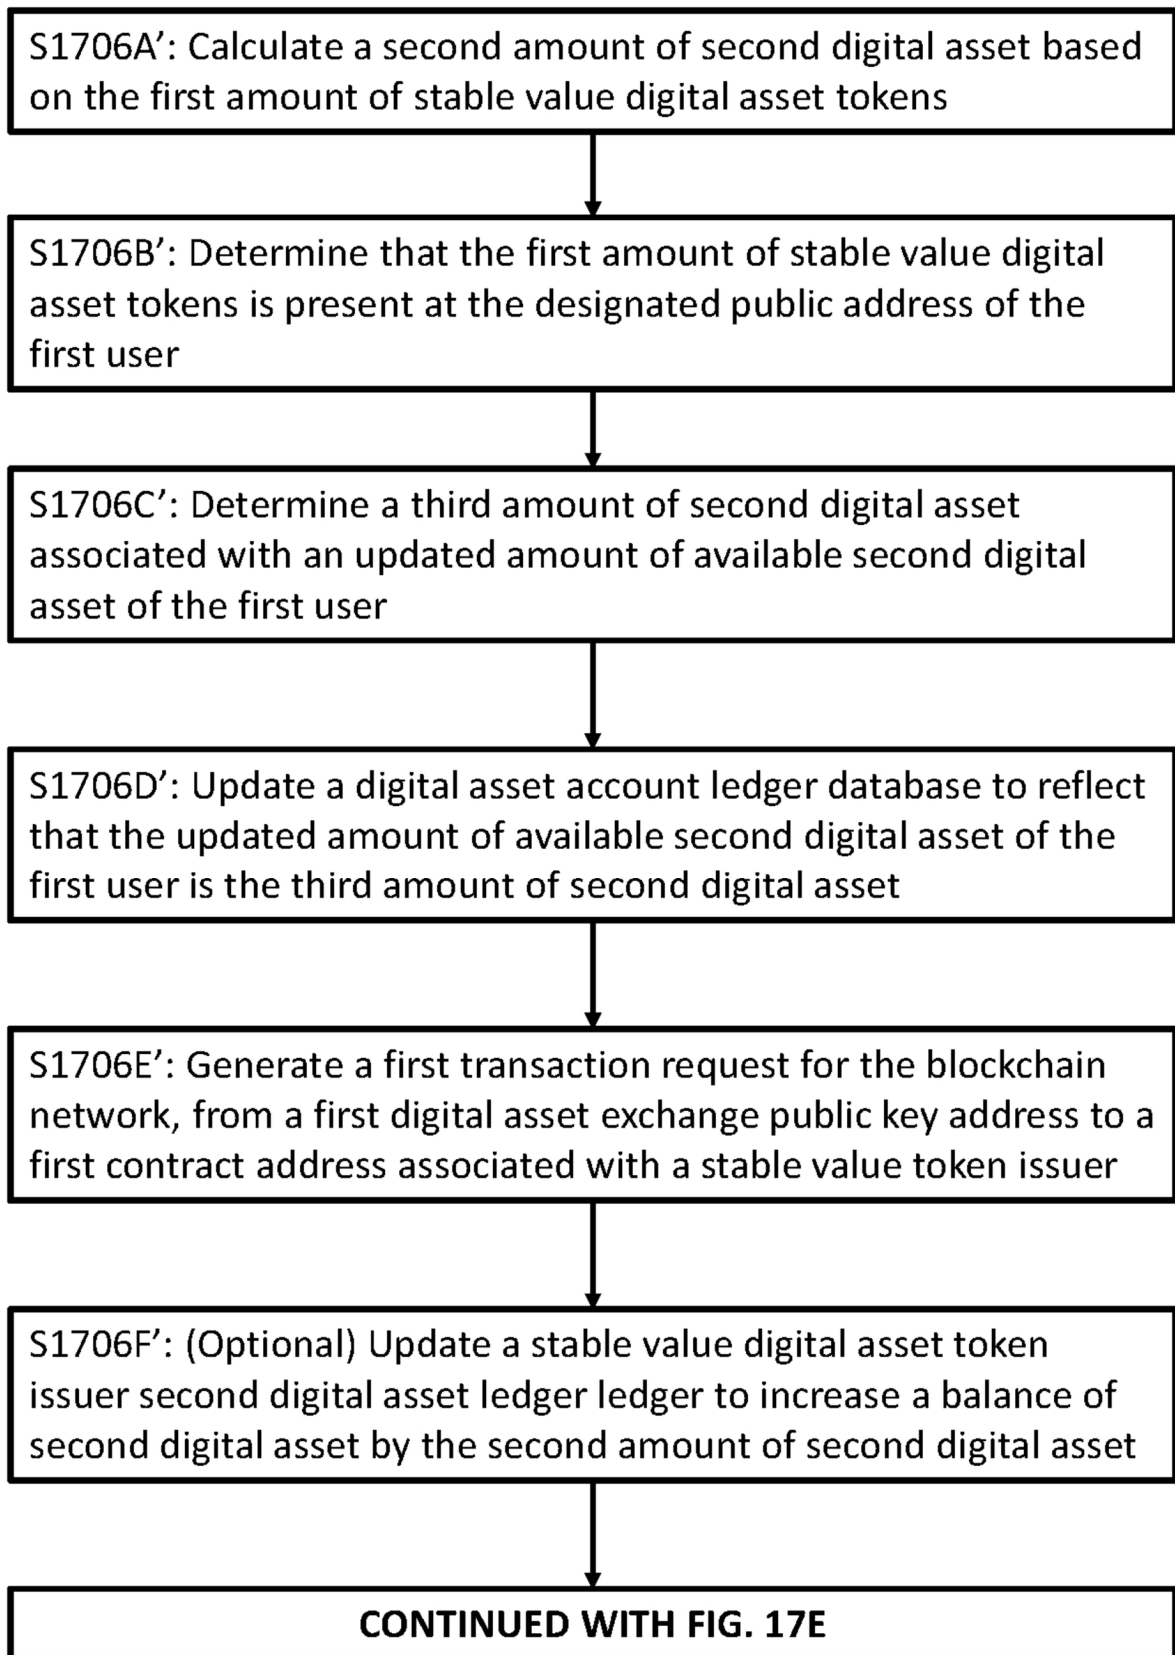 S1706A’: Calculate a second amount of second digital asset based
on the first amount of stable value digital asset tokens
S1706B’: Determine that the first amount of stable value digital
asset tokens is present at the designated public address of the
first user
S1706C’: Determine a third amount of second digital asset
associated with an updated amount of available second digital
asset of the first user
S1706D’: Update a digital asset account ledger database to reflect
that the updated amount of available second digital asset of the
first user is the third amount of second digital asset
S1706E’: Generate a first transaction request for the blockchain
network, from a first digital asset exchange public key address to a
first contract address associated with a stable value token issuer
S1706F’: (Optional) Update a stable value digital asset token
issuer second digital asset ledger ledger to increase a balance of
second digital asset by the second amount of second digital asset
CONTINUED WITH FIG. 17E